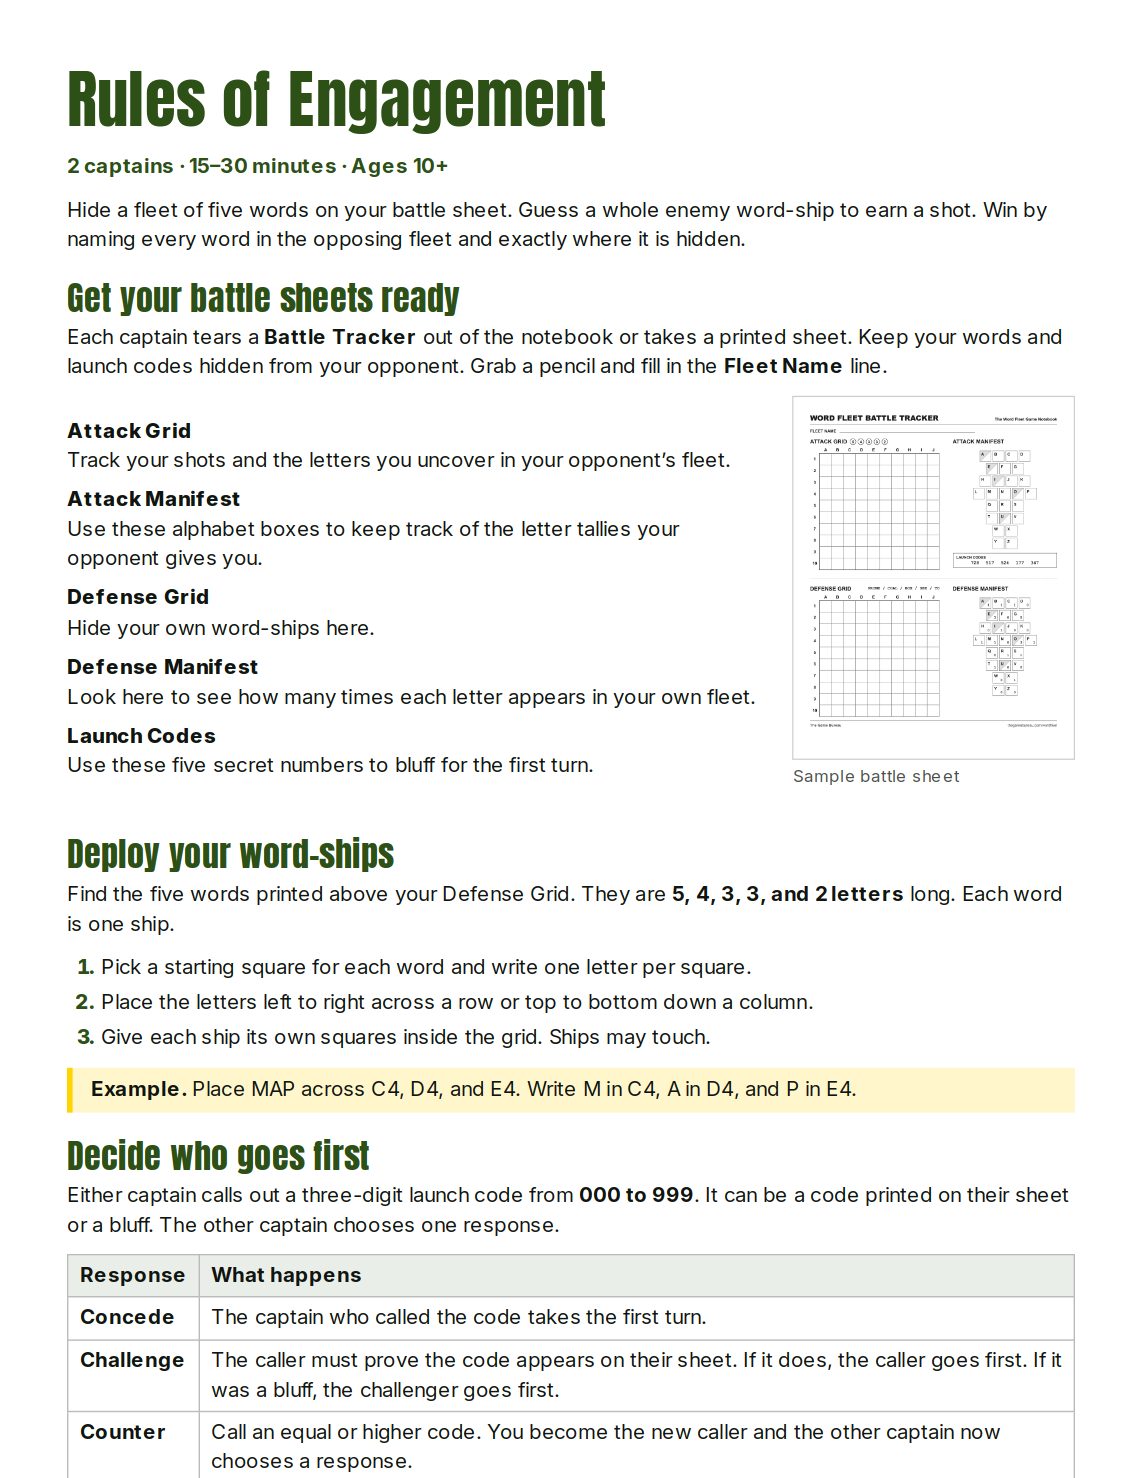 Rules of Engagement
2 captains · 15–30 minutes · Ages 10+
Hide a fleet of five words on your battle sheet. Guess a whole enemy word-ship to earn a shot. Win by
naming every word in the opposing fleet and exactly where it is hidden.
Get your battle sheets ready
Each captain tears a Battle Tracker out of the notebook or takes a printed sheet. Keep your words and
launch codes hidden from your opponent. Grab a pencil and fill in the Fleet Name line.
Attack Grid
Track your shots and the letters you uncover in your opponent’s fleet.
Attack Manifest
Use these alphabet boxes to keep track of the letter tallies your
opponent gives you.
Defense Grid
Hide your own word-ships here.
Defense Manifest
Look here to see how many times each letter appears in your own fleet.
Launch Codes
Use these five secret numbers to bluff for the first turn.
WORD FLEET BATTLE TRACKER
The Word Fleet Game Notebook
FLEET NAME
ATTACK GRID
ATTACK MANIFEST
A B C D E F G H I J
A B C D
E F G
H I J K
L M N O P
Q R S
T U V
W X
Y Z
LAUNCH CODES
DEFENSE GRID
DEFENSE MANIFEST
A B C D E F G H I J
Sample battle sheet
Deploy your word-ships
Find the five words printed above your Defense Grid. They are 5, 4, 3, 3, and 2 letters long. Each word
is one ship.
1. Pick a starting square for each word and write one letter per square.
2. Place the letters left to right across a row or top to bottom down a column.
3. Give each ship its own squares inside the grid. Ships may touch.
Example. Place MAP across C4, D4, and E4. Write M in C4, A in D4, and P in E4.
Decide who goes first
Either captain calls out a three-digit launch code from 000 to 999. It can be a code printed on their sheet
or a bluff. The other captain chooses one response.
Response What happens
Concede The captain who called the code takes the first turn.
Challenge The caller must prove the code appears on their sheet. If it does, the caller goes first. If it
was a bluff, the challenger goes first.
Counter Call an equal or higher code. You become the new caller and the other captain now
chooses a response.